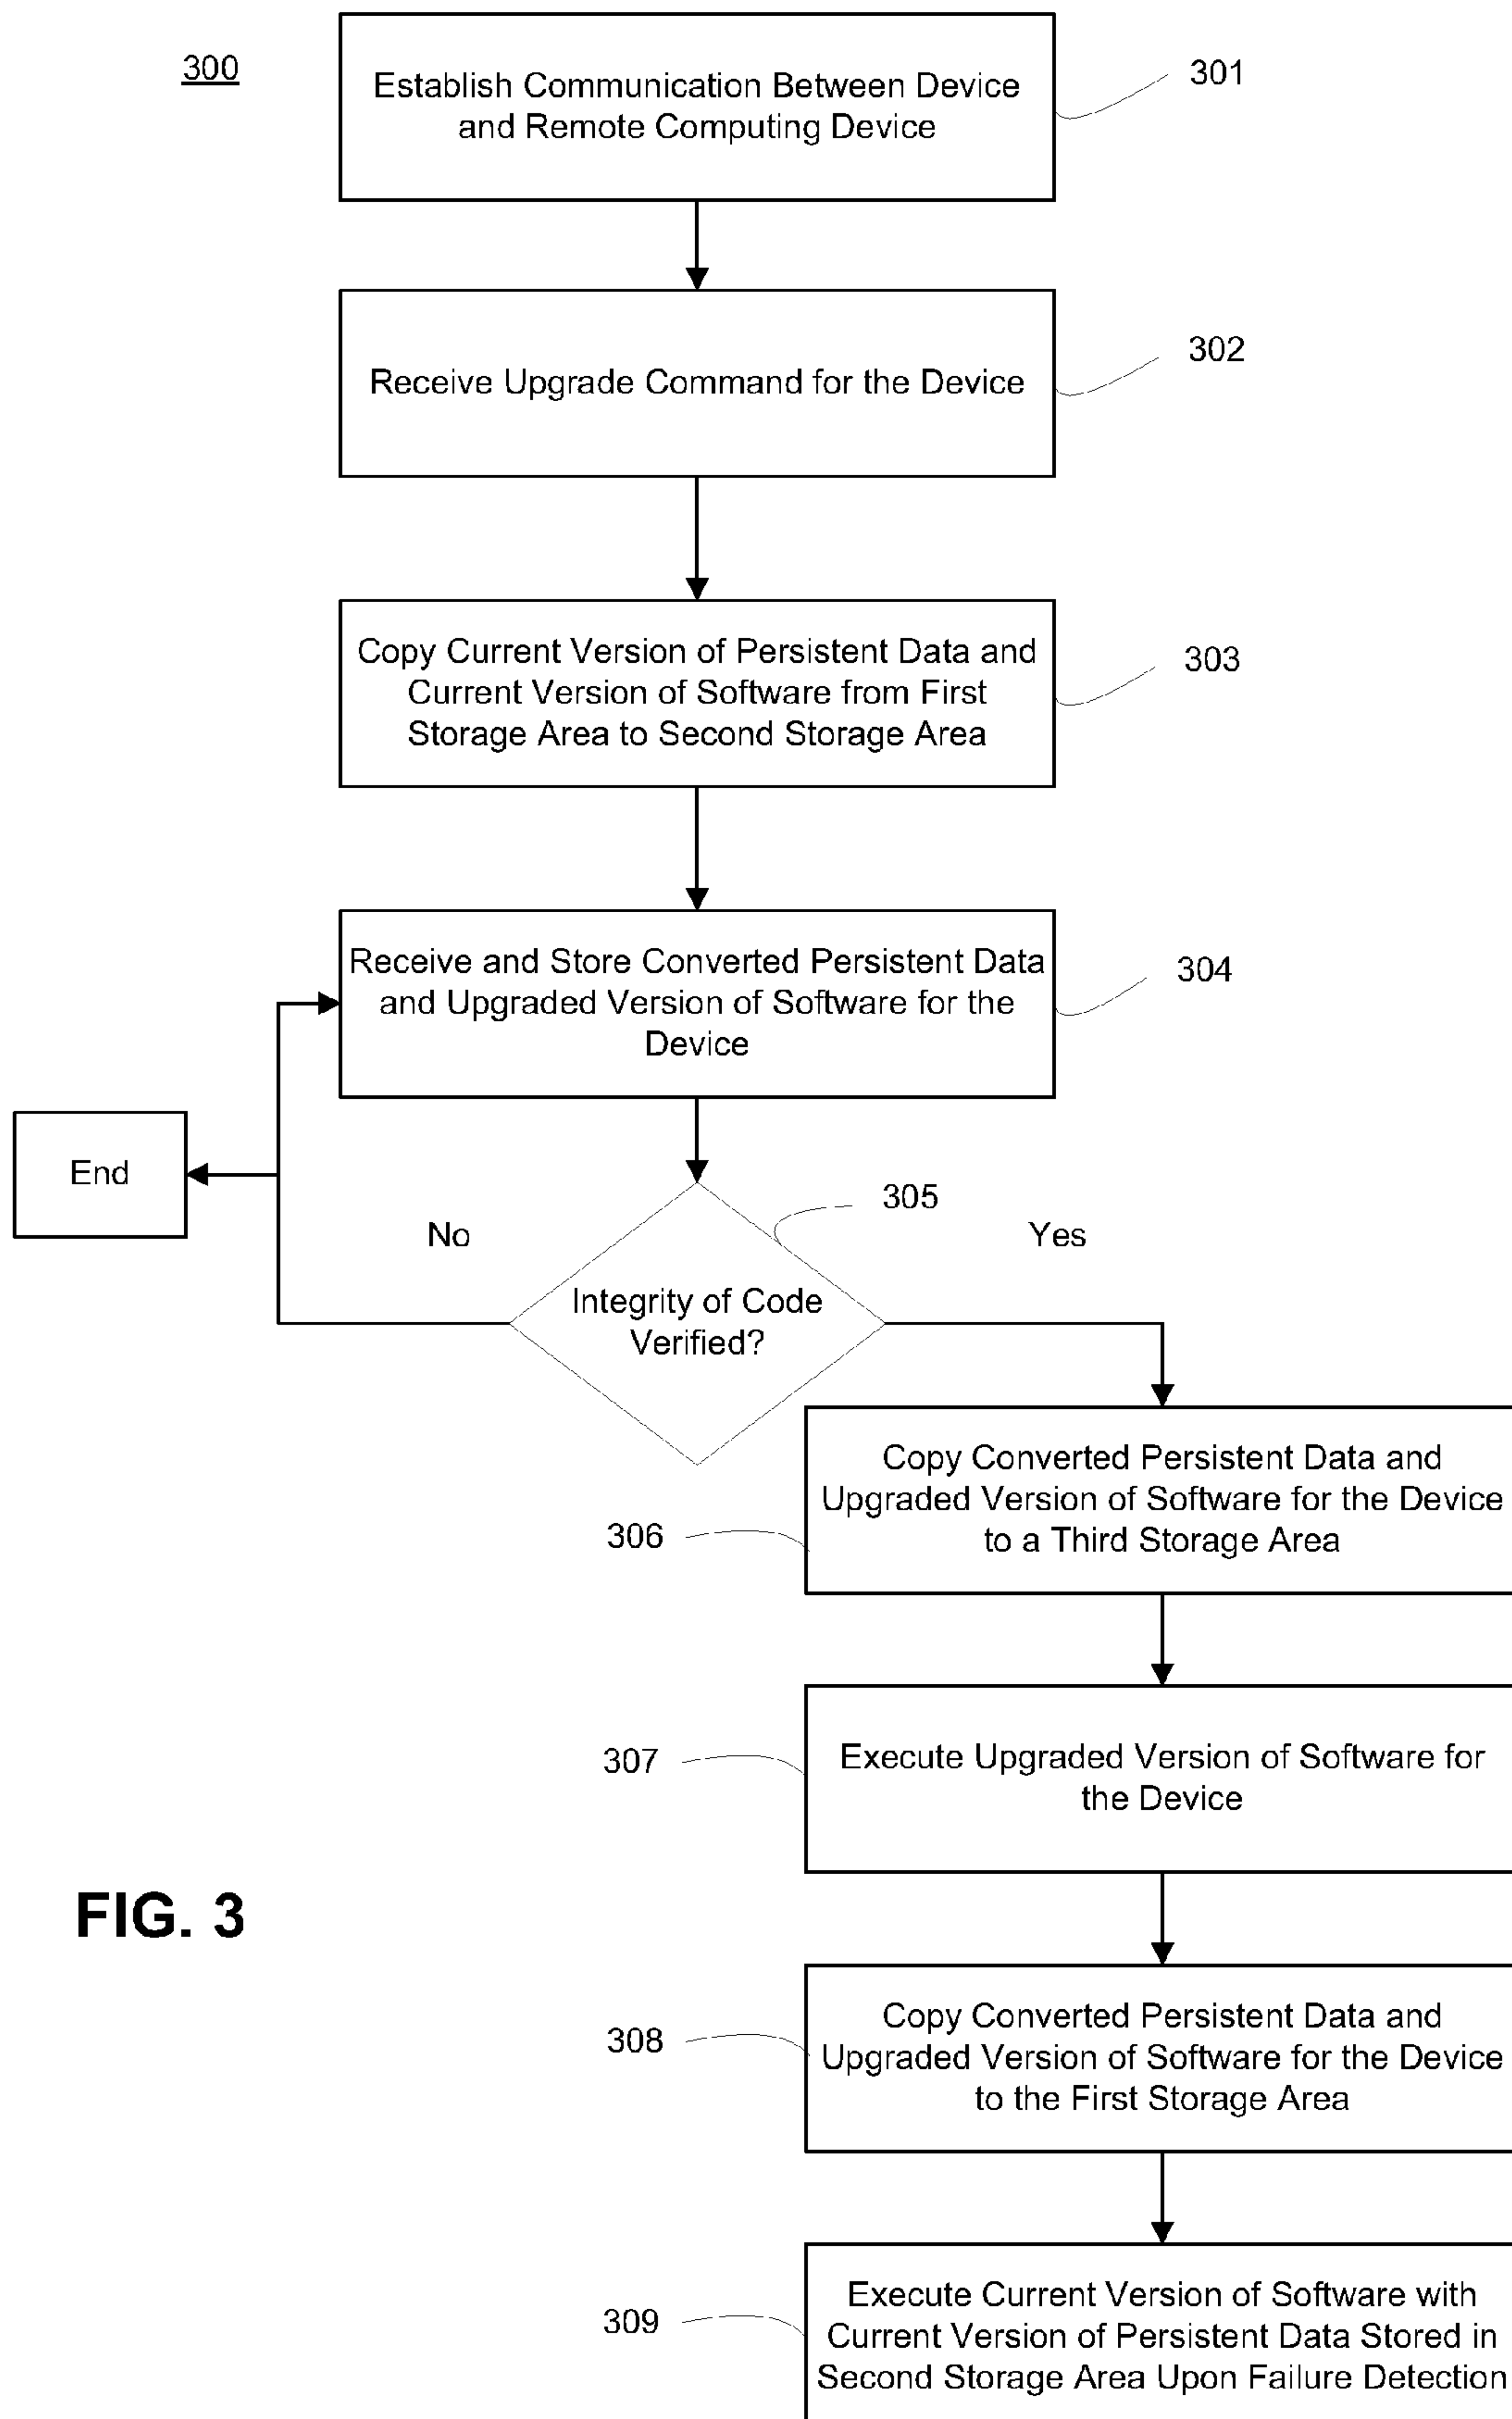 300
Establish Communication Between Device
and Remote Computing Device
301
Receive Upgrade Command for the Device
302
Copy Current Version of Persistent Data and
Current Version of Software from First
Storage Area to Second Storage Area
303
Receive and Store Converted Persistent Data
and Upgraded Version of Software for the
Device
304
End
No
305
Yes
Integrity of Code
Verified?
Copy Converted Persistent Data and
Upgraded Version of Software for the Device
to a Third Storage Area
306
Execute Upgraded Version of Software for
the Device
307
FIG. 3
Copy Converted Persistent Data and
Upgraded Version of Software for the Device
to the First Storage Area
308
Execute Current Version of Software with
Current Version of Persistent Data Stored in
Second Storage Area Upon Failure Detection
309